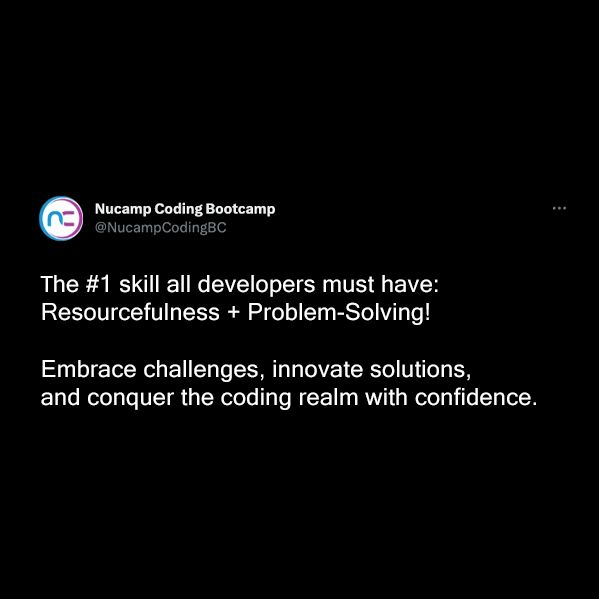 Nucamp Coding Bootcamp
@NucampCodingBC
The #1 skill all developers must have:
Resourcefulness + Problem-Solving!
Embrace challenges, innovate solutions,
and conquer the coding realm with confidence.